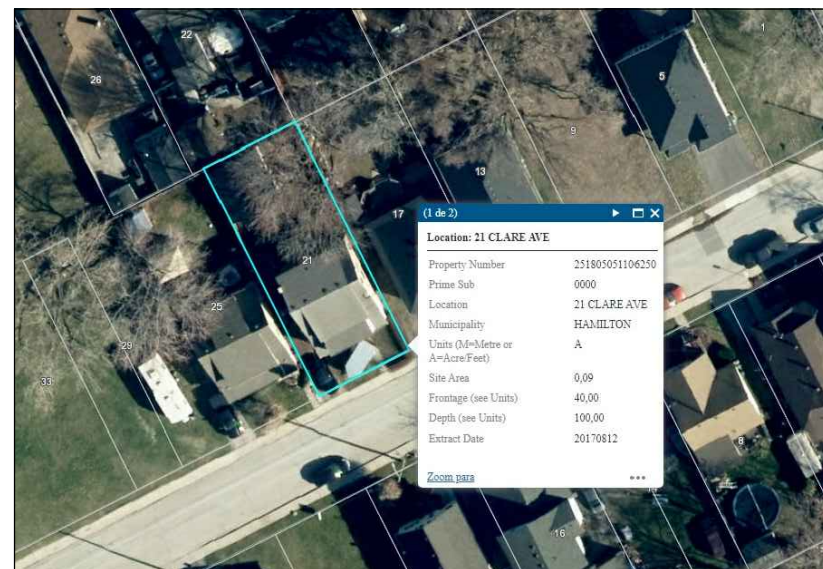 1
22
26
5
9
13
17
21
25
29
33
8
16
(1 de 2)
Location: 21 CLARE AVE
Property Number 251805051106250
Prime Sub 0000
Location 21 CLARE AVE
Municipality HAMILTON
Units (M=Metre or A
A=Acre/Feet)
Site Area 0,09
Frontage (see Units) 40,00
Depth (see Units) 100,00
Extract Date 20170812
Zoom para